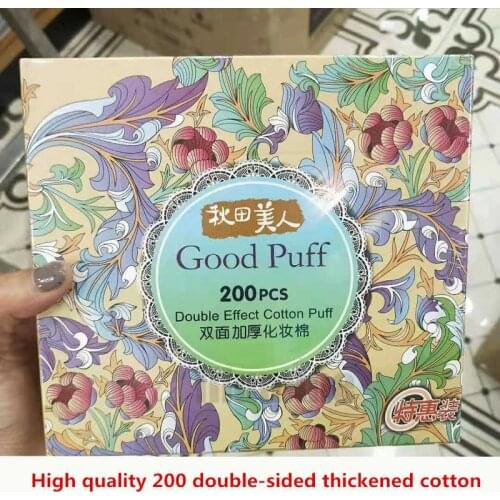 秋田美人
Good Puff
200PCS
Double Effect Cotton Puff
双面加厚化妆棉
特惠装
High quality 200 double-sided thickened cotton